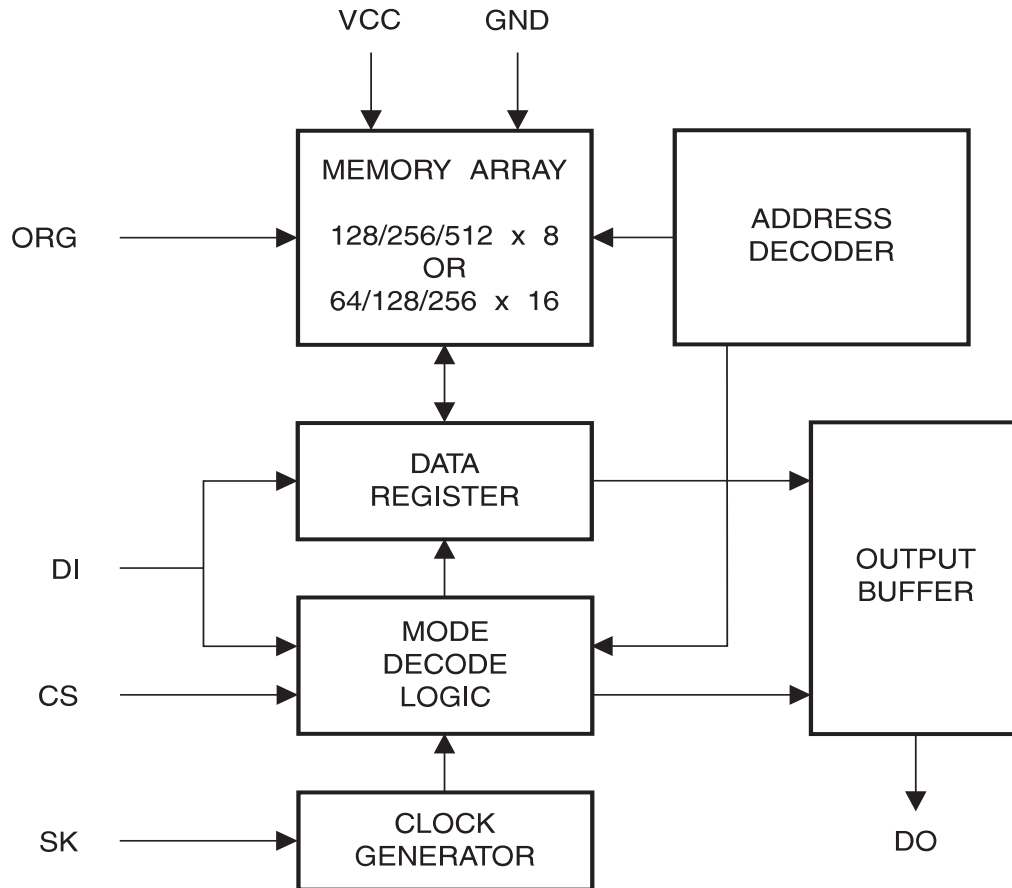 VCC
GND
MEMORY ARRAY
128/256/512 x 8
OR
64/128/256 x 16
ADDRESS
DECODER
ORG
DATA
REGISTER
DI
OUTPUT
BUFFER
MODE
DECODE
LOGIC
CS
CLOCK
GENERATOR
SK
DO